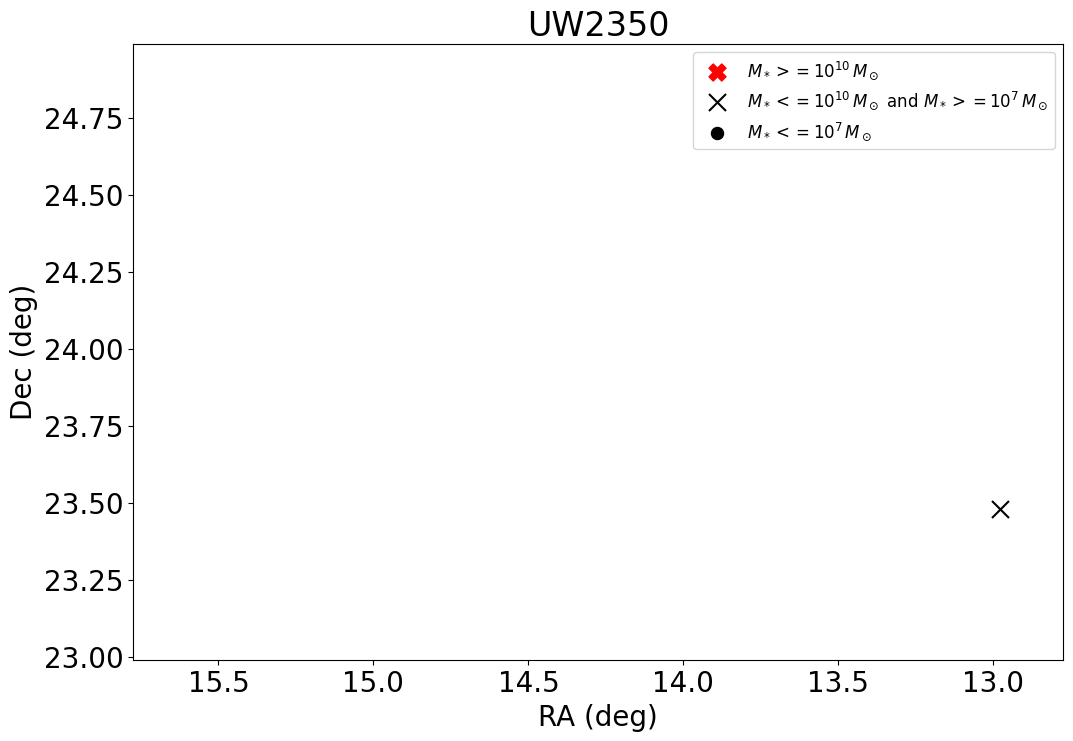 UW2350
M* >= 10^10 M⊙
M* <= 10^10 M⊙ and M* >= 10^7 M⊙
M* <= 10^7 M⊙
24.75
24.50
24.25
24.00
23.75
23.50
23.25
23.00
Dec (deg)
15.5 15.0 14.5 14.0 13.5 13.0
RA (deg)